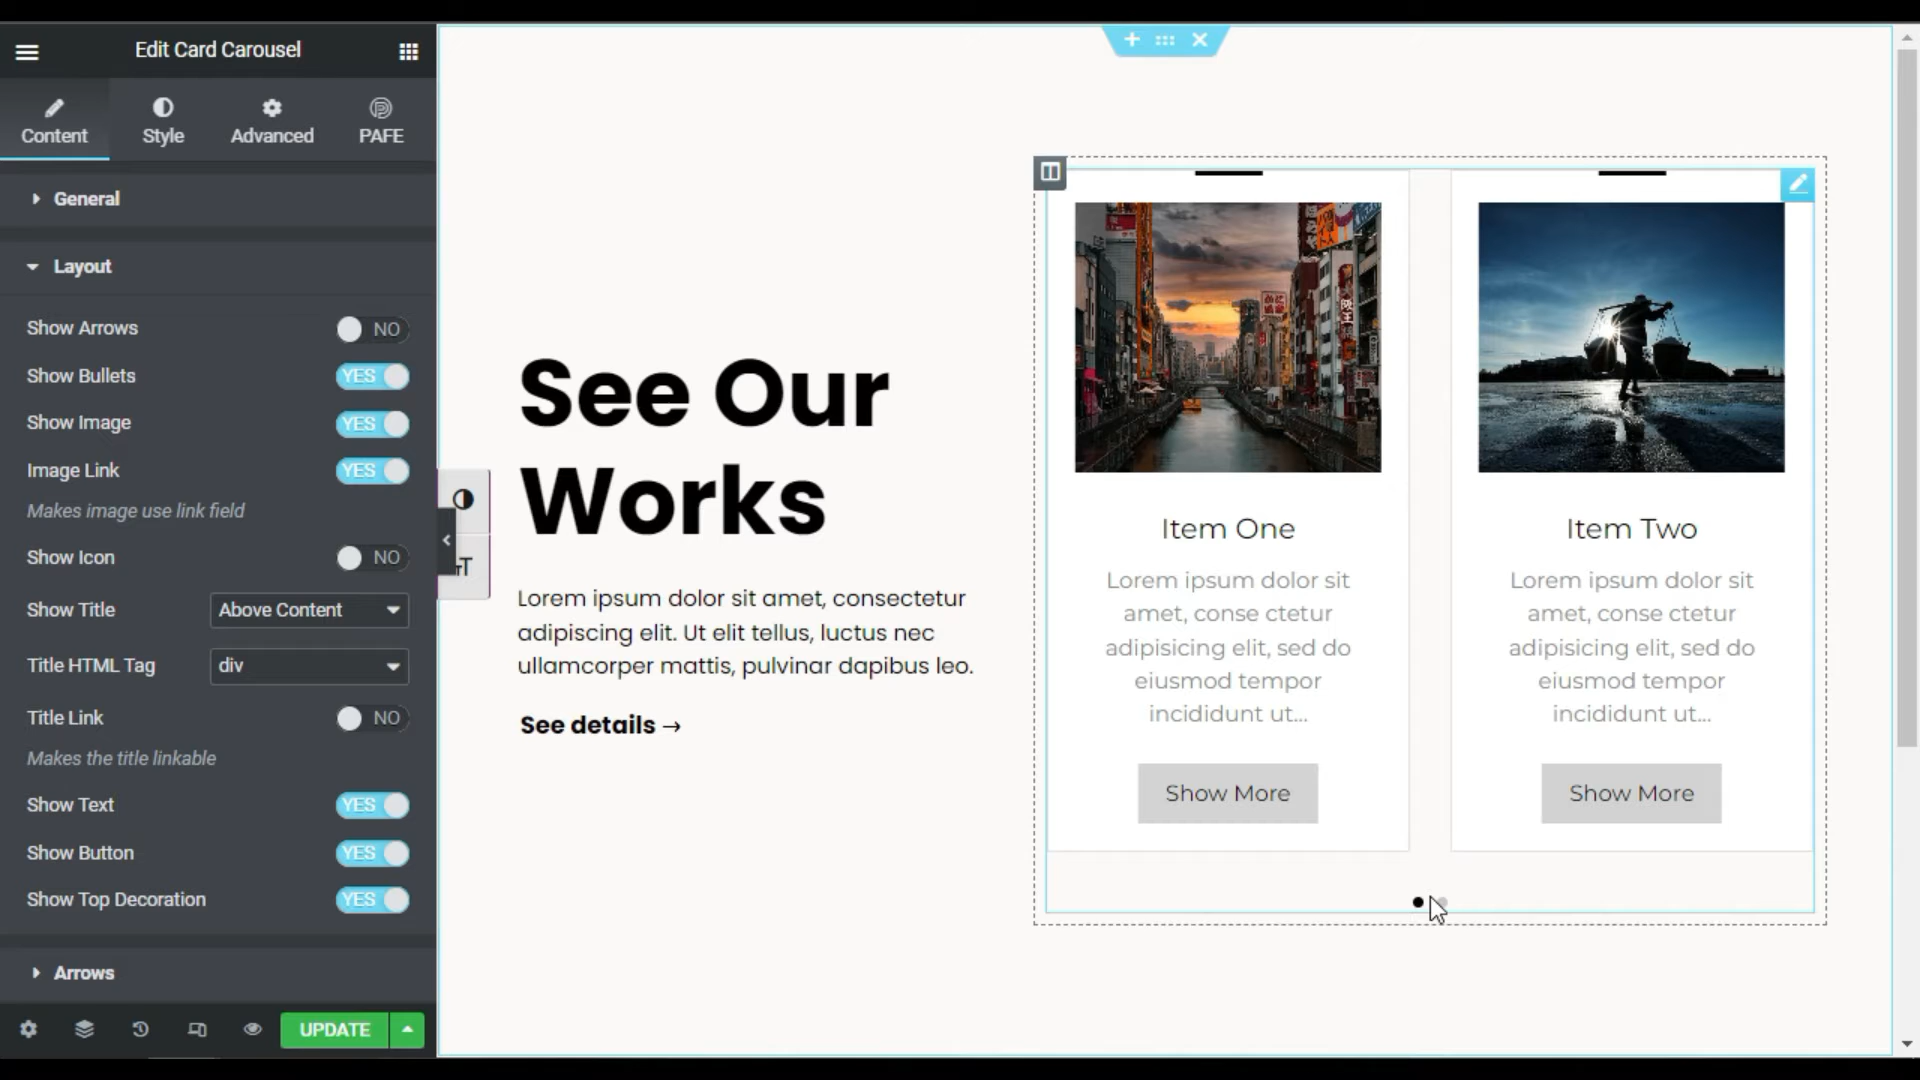 Edit Card Carousel
Content
Style
Advanced
PAFE
General
Layout
Show Arrows
NO
Show Bullets
YES
Show Image
YES
Image Link
YES
Makes image use link field
Show Icon
NO
Show Title
Above Content
Title HTML Tag
div
Title Link
NO
Makes the title linkable
Show Text
YES
Show Button
YES
Show Top Decoration
YES
Arrows
UPDATE
See Our
Works
Lorem ipsum dolor sit amet, consectetur
adipiscing elit. Ut elit tellus, luctus nec
ullamcorper mattis, pulvinar dapibus leo.
See details →
Item One
Lorem ipsum dolor sit
amet, conse ctetur
adipisicing elit, sed do
eiusmod tempor
incididunt ut...
Show More
Item Two
Lorem ipsum dolor sit
amet, conse ctetur
adipisicing elit, sed do
eiusmod tempor
incididunt ut...
Show More